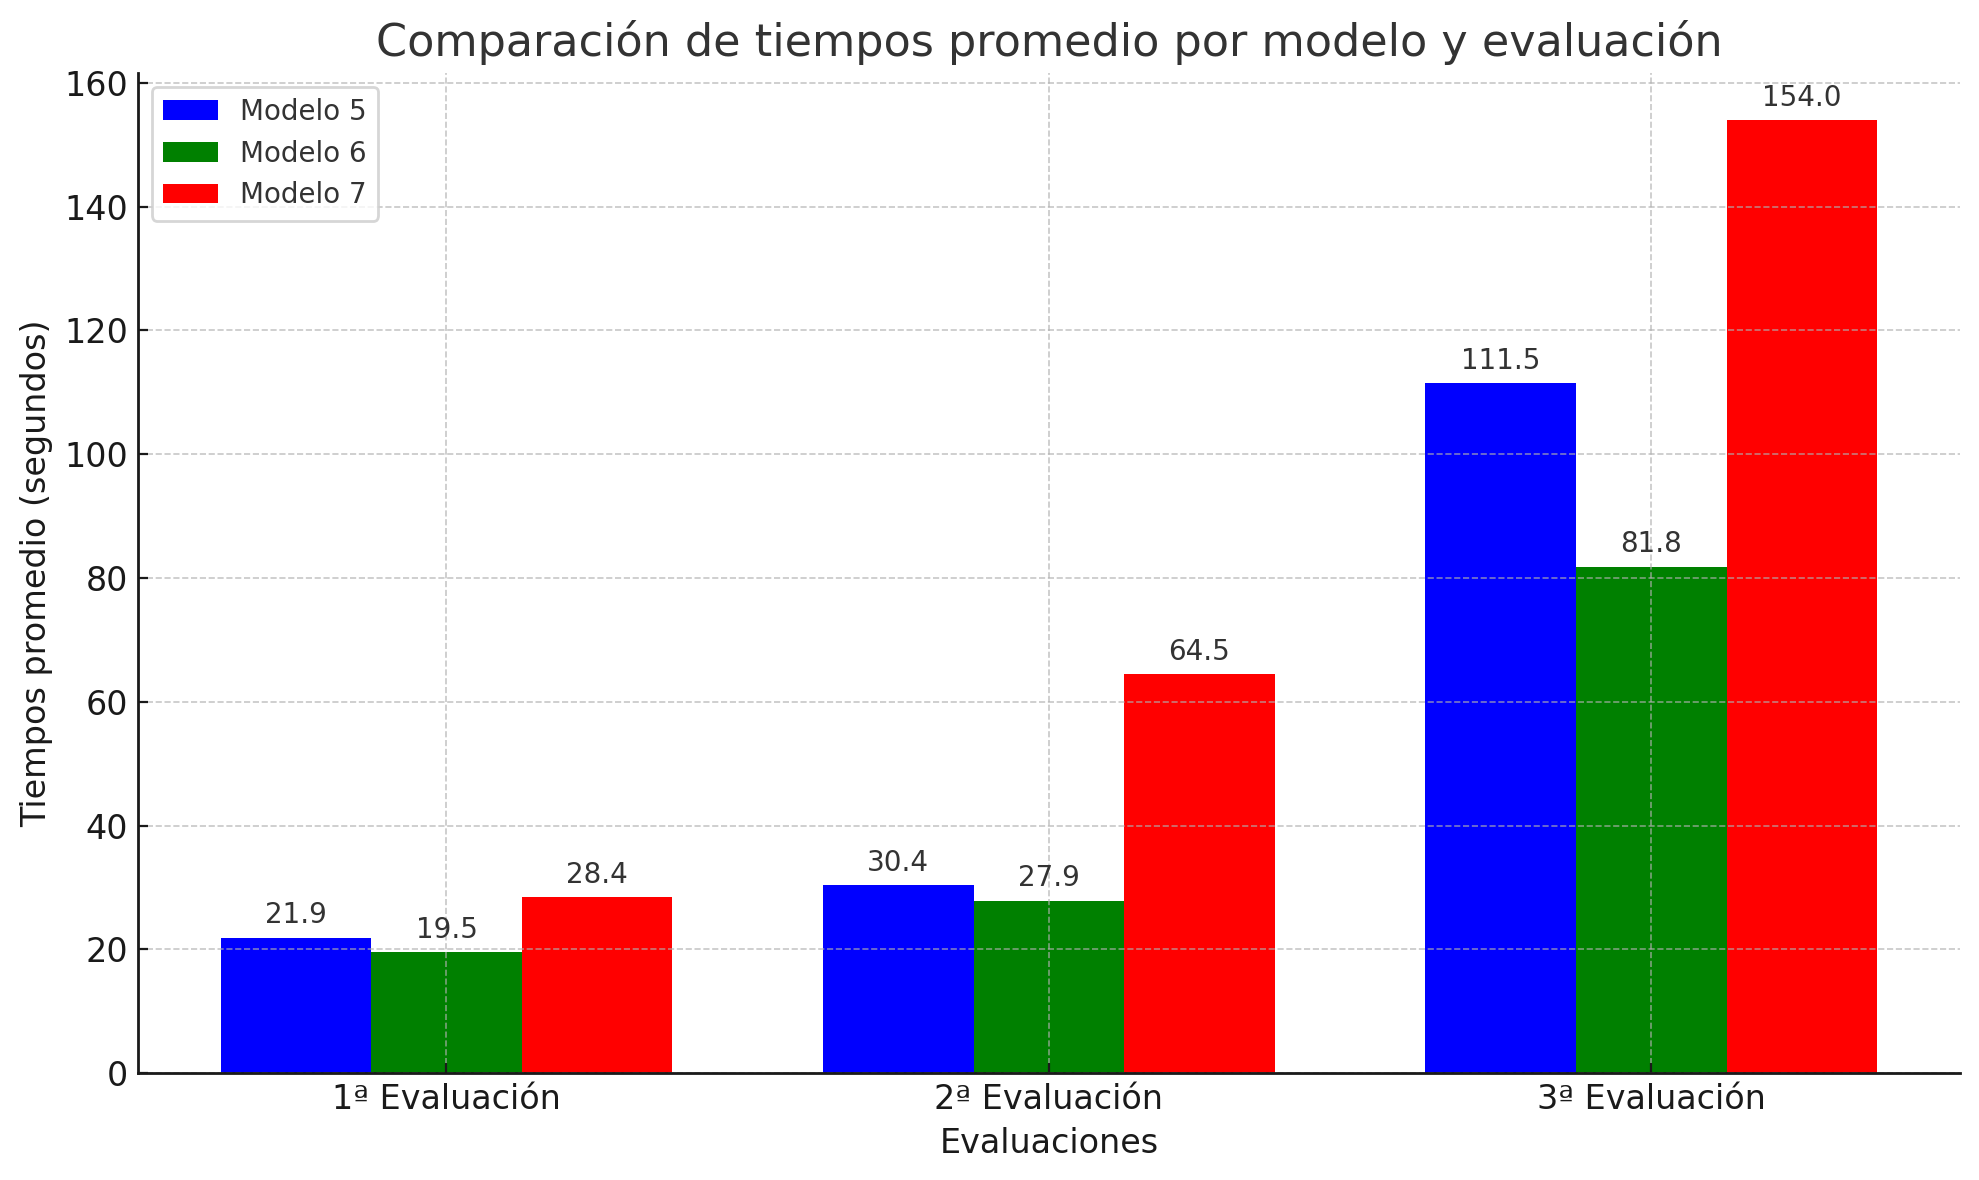 Comparación de tiempos promedio por modelo y evaluación
Modelo 5
Modelo 6
Modelo 7
Tiempos promedio (segundos)
160
140
120
100
80
60
40
20
0
21.9
19.5
28.4
30.4
27.9
64.5
111.5
81.8
154.0
1ª Evaluación
2ª Evaluación
3ª Evaluación
Evaluaciones